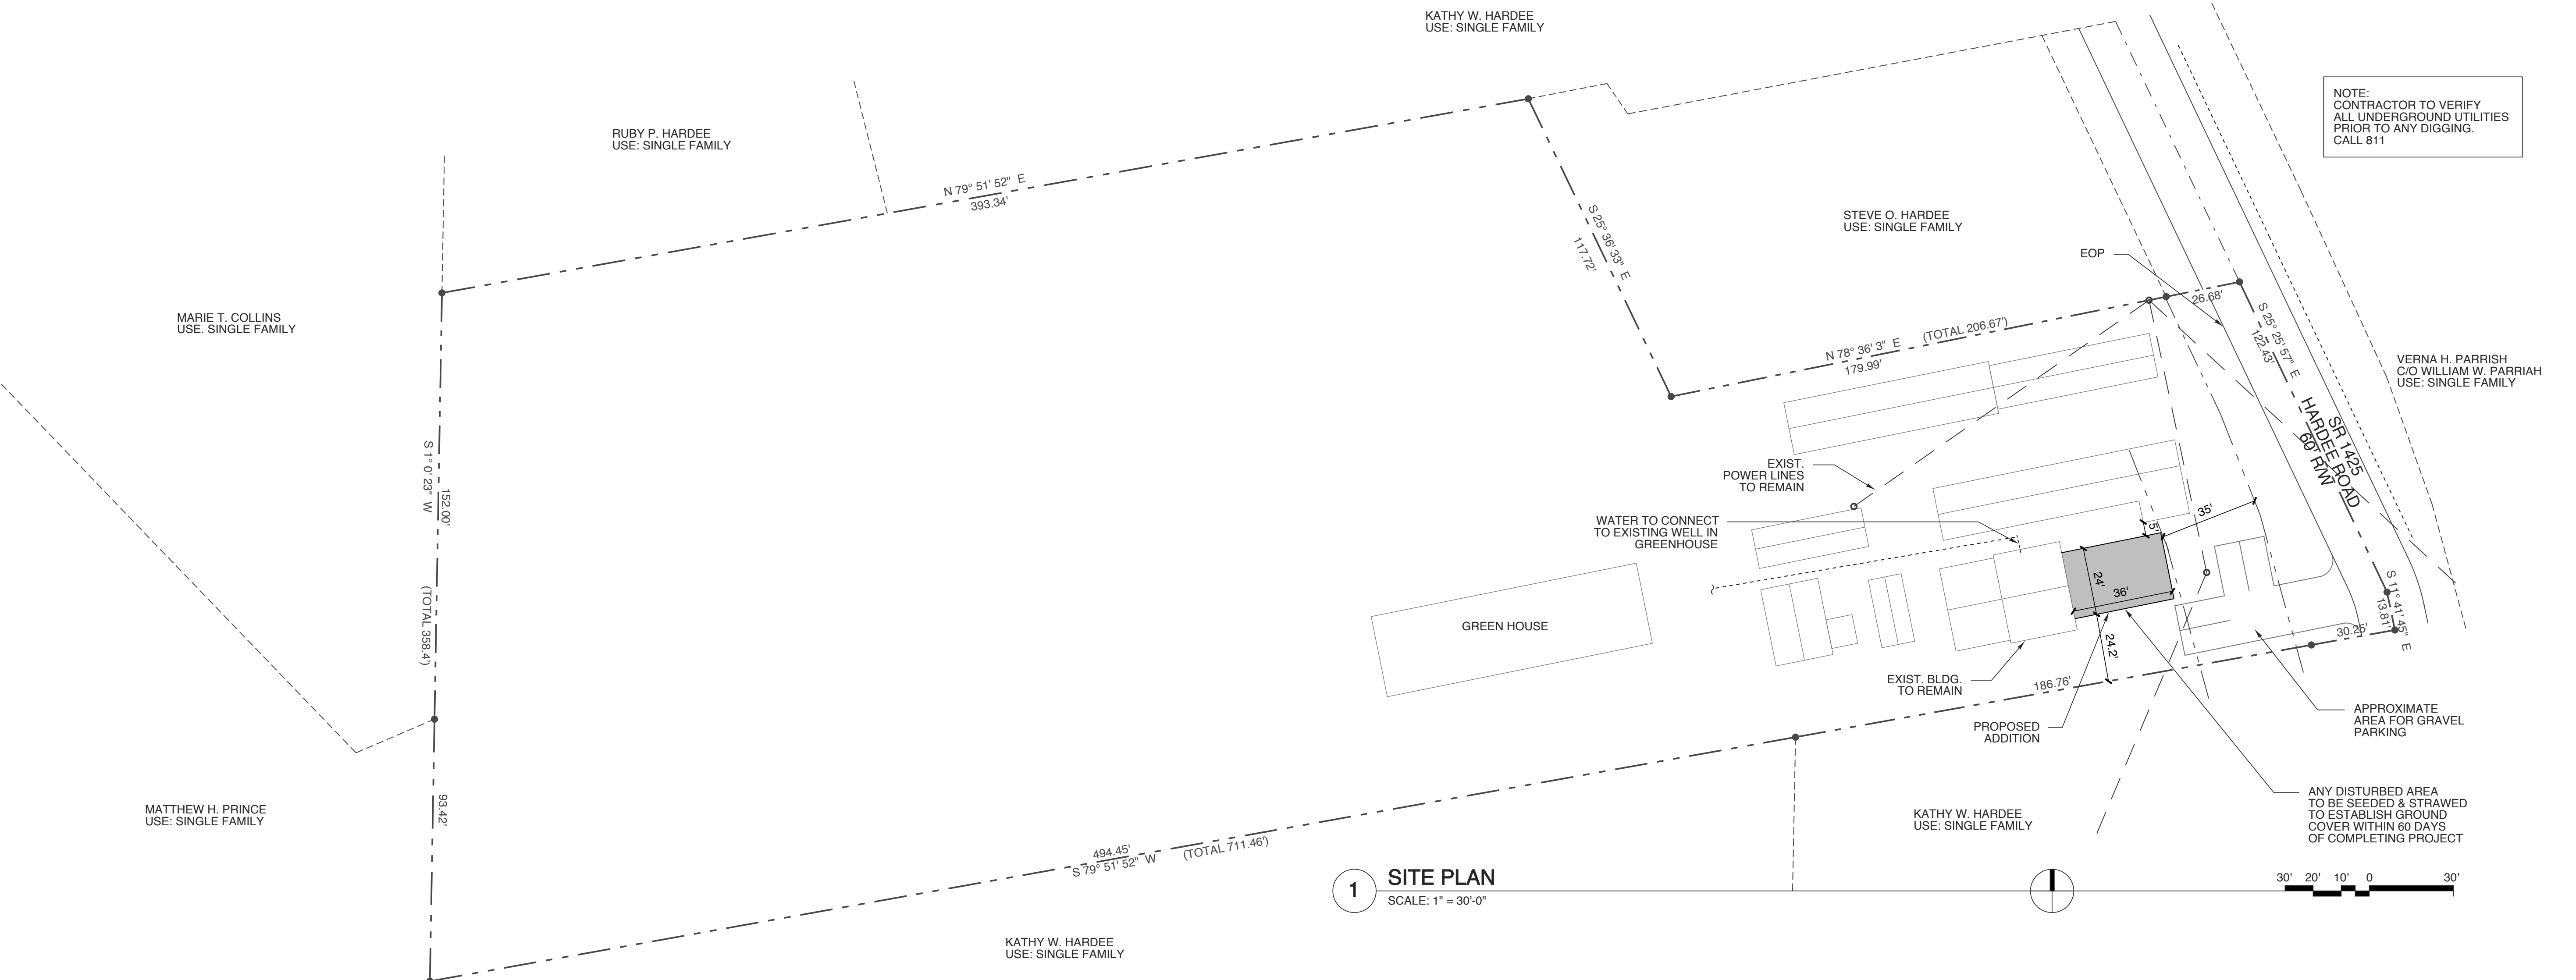 KATHY W. HARDEE
USE: SINGLE FAMILY
RUBY P. HARDEE
USE: SINGLE FAMILY
NOTE:
CONTRACTOR TO VERIFY
ALL UNDERGROUND UTILITIES
PRIOR TO ANY DIGGING.
CALL 811
N 79° 51' 52" E
393.34'
S 25° 36' 33" E
117.72'
STEVE O. HARDEE
USE: SINGLE FAMILY
EOP
26.68'
S 25° 25' 57" E
122.43'
MARIE T. COLLINS
USE. SINGLE FAMILY
N 78° 36' 3" E
(TOTAL 206.67')
179.99'
VERNA H. PARRISH
C/O WILLIAM W. PARRIAH
USE: SINGLE FAMILY
SR 1425
HARDEE ROAD
60' R/W
S 1° 0' 23" W
152.00'
(TOTAL 358.4')
EXIST.
POWER LINES
TO REMAIN
WATER TO CONNECT
TO EXISTING WELL IN
GREENHOUSE
35'
5'
24'
36'
24.2'
S 11° 41' 45" E
13.81'
30.25'
GREEN HOUSE
EXIST. BLDG.
TO REMAIN
186.76'
PROPOSED
ADDITION
APPROXIMATE
AREA FOR GRAVEL
PARKING
MATTHEW H. PRINCE
USE: SINGLE FAMILY
93.42'
494.45'
S 79° 51' 52" W
(TOTAL 711.46')
KATHY W. HARDEE
USE: SINGLE FAMILY
ANY DISTURBED AREA
TO BE SEEDED & STRAWED
TO ESTABLISH GROUND
COVER WITHIN 60 DAYS
OF COMPLETING PROJECT
1
SITE PLAN
SCALE: 1" = 30'-0"
30' 20' 10' 0 30'
KATHY W. HARDEE
USE: SINGLE FAMILY